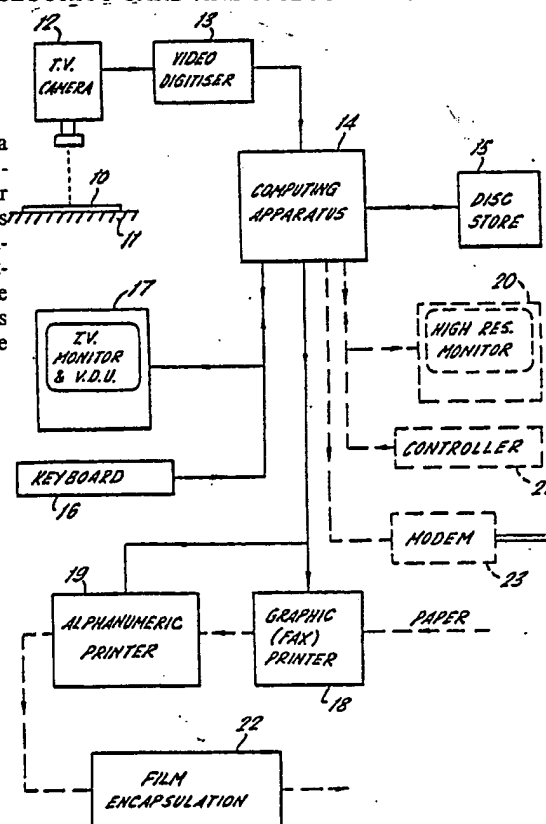 12
T.V.
CAMERA
13
VIDEO
DIGITISER
14
COMPUTING
APPARATUS
15
DISC
STORE
10
11
17
T.V.
MONITOR
& V.D.U.
20
HIGH RES.
MONITOR
CONTROLLER
KEYBOARD
16
MODEM
23
19
ALPHANUMERIC
PRINTER
GRAPHIC
(FAX)
PRINTER
18
PAPER
22
FILM
ENCAPSULATION